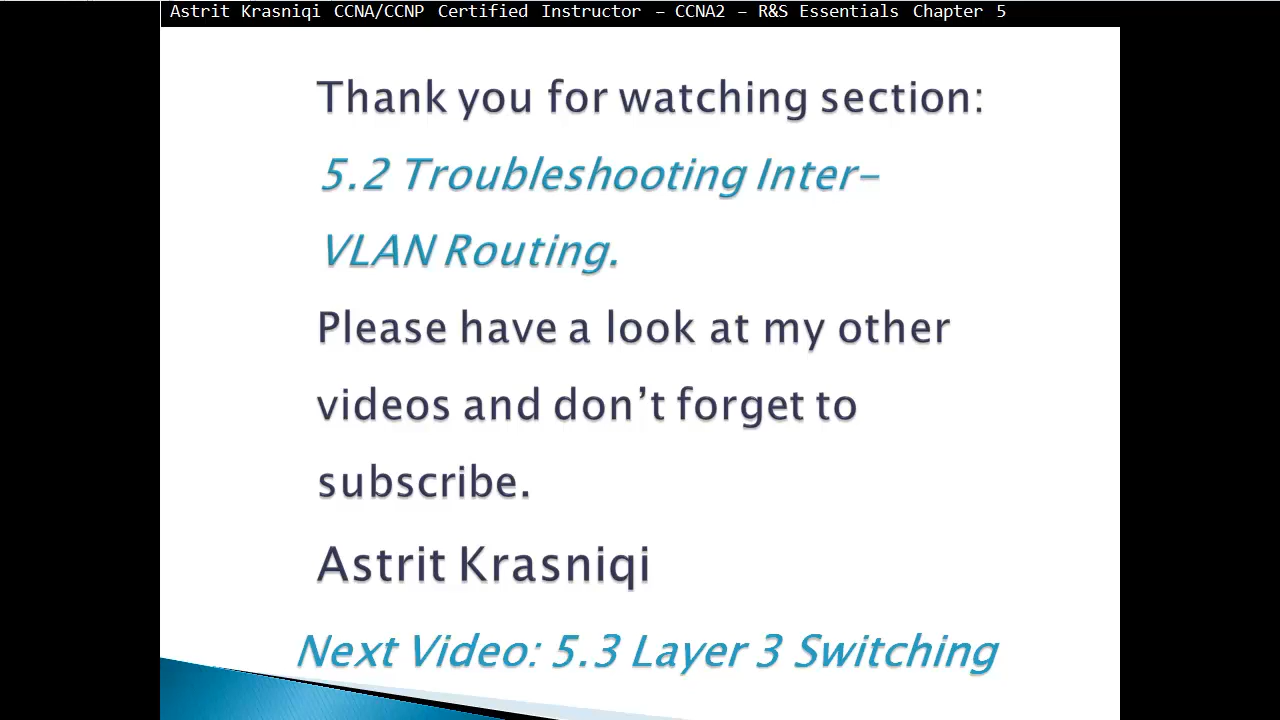 Astrit Krasniqi CCNA/CCNP Certified Instructor – CCNA2 – R&S Essentials Chapter 5
Thank you for watching section:
5.2 Troubleshooting Inter-
VLAN Routing.
Please have a look at my other
videos and don’t forget to
subscribe.
Astrit Krasniqi
Next Video: 5.3 Layer 3 Switching